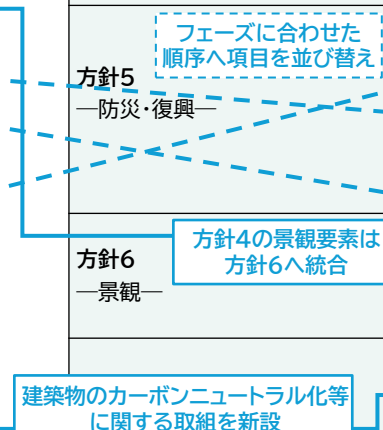 フェーズに合わせた
順序へ項目を並び替え
方針5
―防災・復興―
方針4の景観要素は
方針6へ統合
方針6
―景観―
建築物のカーボンニュートラル化等
に関する取組を新設